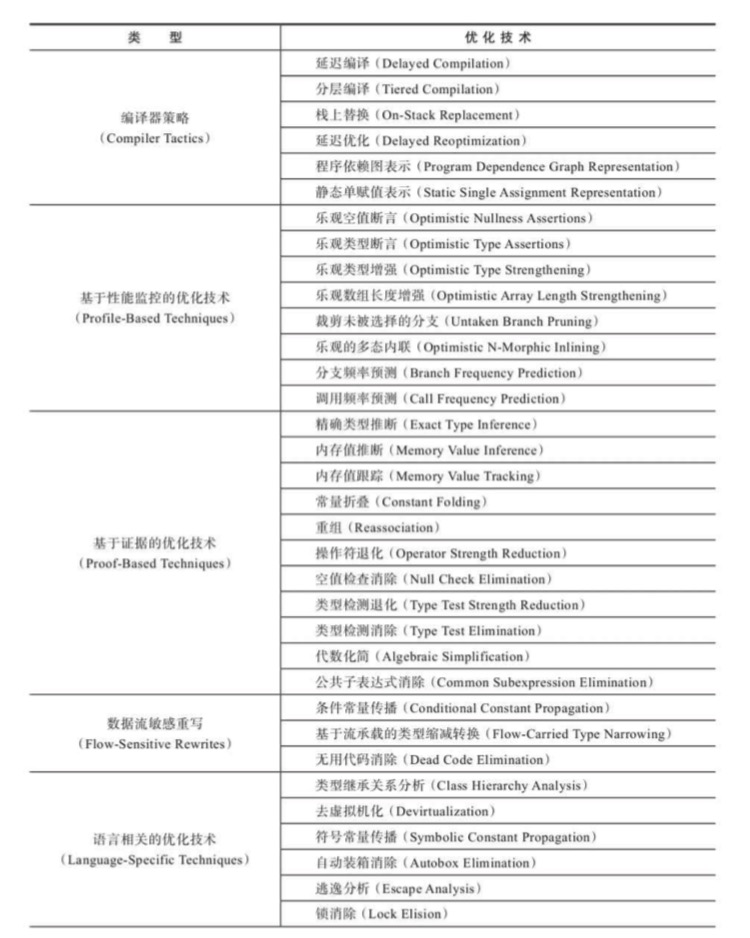 类 型
优化技术
编译器策略
（Compiler Tactics）
延迟编译（Delayed Compilation）
分层编译（Tiered Compilation）
栈上替换（On-Stack Replacement）
延迟优化（Delayed Reoptimization）
程序依赖图表示（Program Dependence Graph Representation）
静态单赋值表示（Static Single Assignment Representation）
基于性能监控的优化技术
（Profile-Based Techniques）
乐观空值断言（Optimistic Nullness Assertions）
乐观类型断言（Optimistic Type Assertions）
乐观类型增强（Optimistic Type Strengthening）
乐观数组长度增强（Optimistic Array Length Strengthening）
裁剪未被选择的分支（Untaken Branch Pruning）
乐观的多态内联（Optimistic N-Morphic Inlining）
分支频率预测（Branch Frequency Prediction）
调用频率预测（Call Frequency Prediction）
基于证据的优化技术
（Proof-Based Techniques）
精确类型推断（Exact Type Inference）
内存值推断（Memory Value Inference）
内存值跟踪（Memory Value Tracking）
常量折叠（Constant Folding）
重组（Reassociation）
操作符退化（Operator Strength Reduction）
空值检查消除（Null Check Elimination）
类型检测退化（Type Test Strength Reduction）
类型检测消除（Type Test Elimination）
代数化简（Algebraic Simplification）
公共子表达式消除（Common Subexpression Elimination）
数据流敏感重写
（Flow-Sensitive Rewrites）
条件常量传播（Conditional Constant Propagation）
基于流承载的类型缩减转换（Flow-Carried Type Narrowing）
无用代码消除（Dead Code Elimination）
语言相关的优化技术
（Language-Specific Techniques）
类型继承关系分析（Class Hierarchy Analysis）
去虚拟机化（Devirtualization）
符号常量传播（Symbolic Constant Propagation）
自动装箱消除（Autobox Elimination）
逃逸分析（Escape Analysis）
锁消除（Lock Elision）